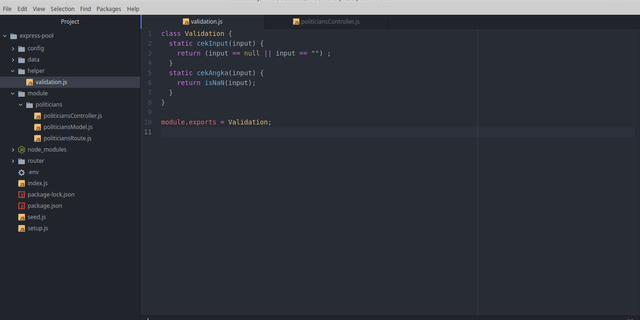 File Edit View Selection Find Packages Help
Project
express-pool
config
data
helper
validation.js
module
politicians
politiciansController.js
politiciansModel.js
politiciansRoute.js
node_modules
router
.env
index.js
package-lock.json
package.json
seed.js
setup.js
validation.js politiciansController.js
1 class Validation {
2 static cekInput(input) {
3 return (input == null || input == "") ;
4 }
5 static cekAngka(input) {
6 return isNaN(input);
7 }
8 }
9
10 module.exports = Validation;
11